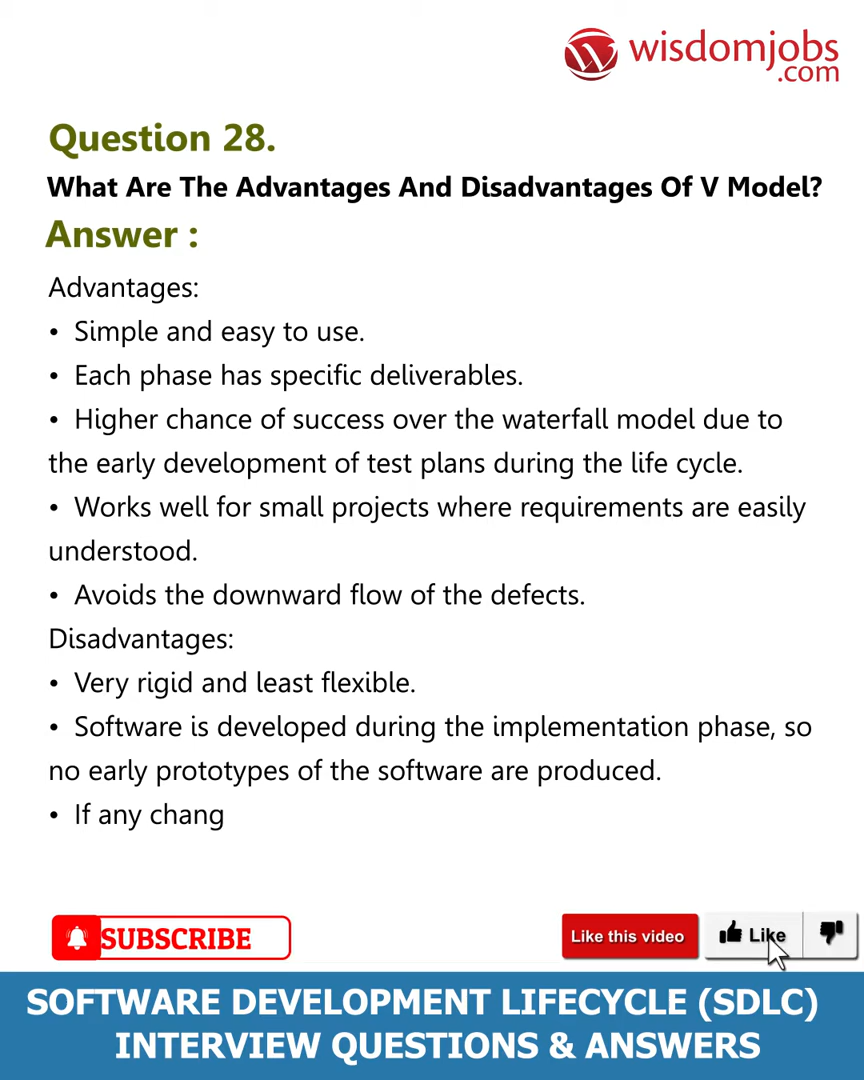 wisdomjobs
.com
Question 28.
What Are The Advantages And Disadvantages Of V Model?
Answer :
Advantages:
• Simple and easy to use.
• Each phase has specific deliverables.
• Higher chance of success over the waterfall model due to
the early development of test plans during the life cycle.
• Works well for small projects where requirements are easily
understood.
• Avoids the downward flow of the defects.
Disadvantages:
• Very rigid and least flexible.
• Software is developed during the implementation phase, so
no early prototypes of the software are produced.
• If any chang
SUBSCRIBE
Like this video
Like
SOFTWARE DEVELOPMENT LIFECYCLE (SDLC)
INTERVIEW QUESTIONS & ANSWERS